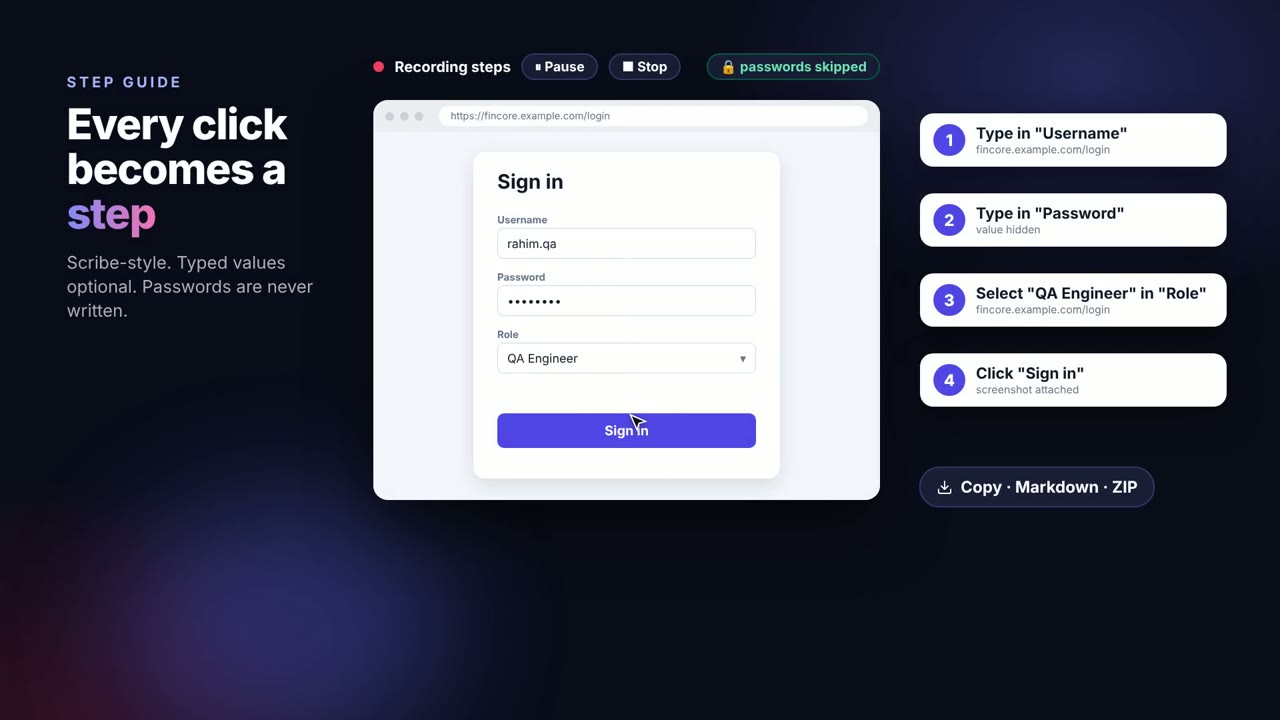 STEP GUIDE
Every click
becomes a
step
Scribe-style. Typed values
optional. Passwords are never
written.
Recording steps
Pause
Stop
🔒 passwords skipped
https://fincore.example.com/login
Sign in
Username
rahim.qa
Password
••••••••
Role
QA Engineer
Sign in
1
Type in "Username"
fincore.example.com/login
2
Type in "Password"
value hidden
3
Select "QA Engineer" in "Role"
fincore.example.com/login
4
Click "Sign in"
screenshot attached
Copy · Markdown · ZIP